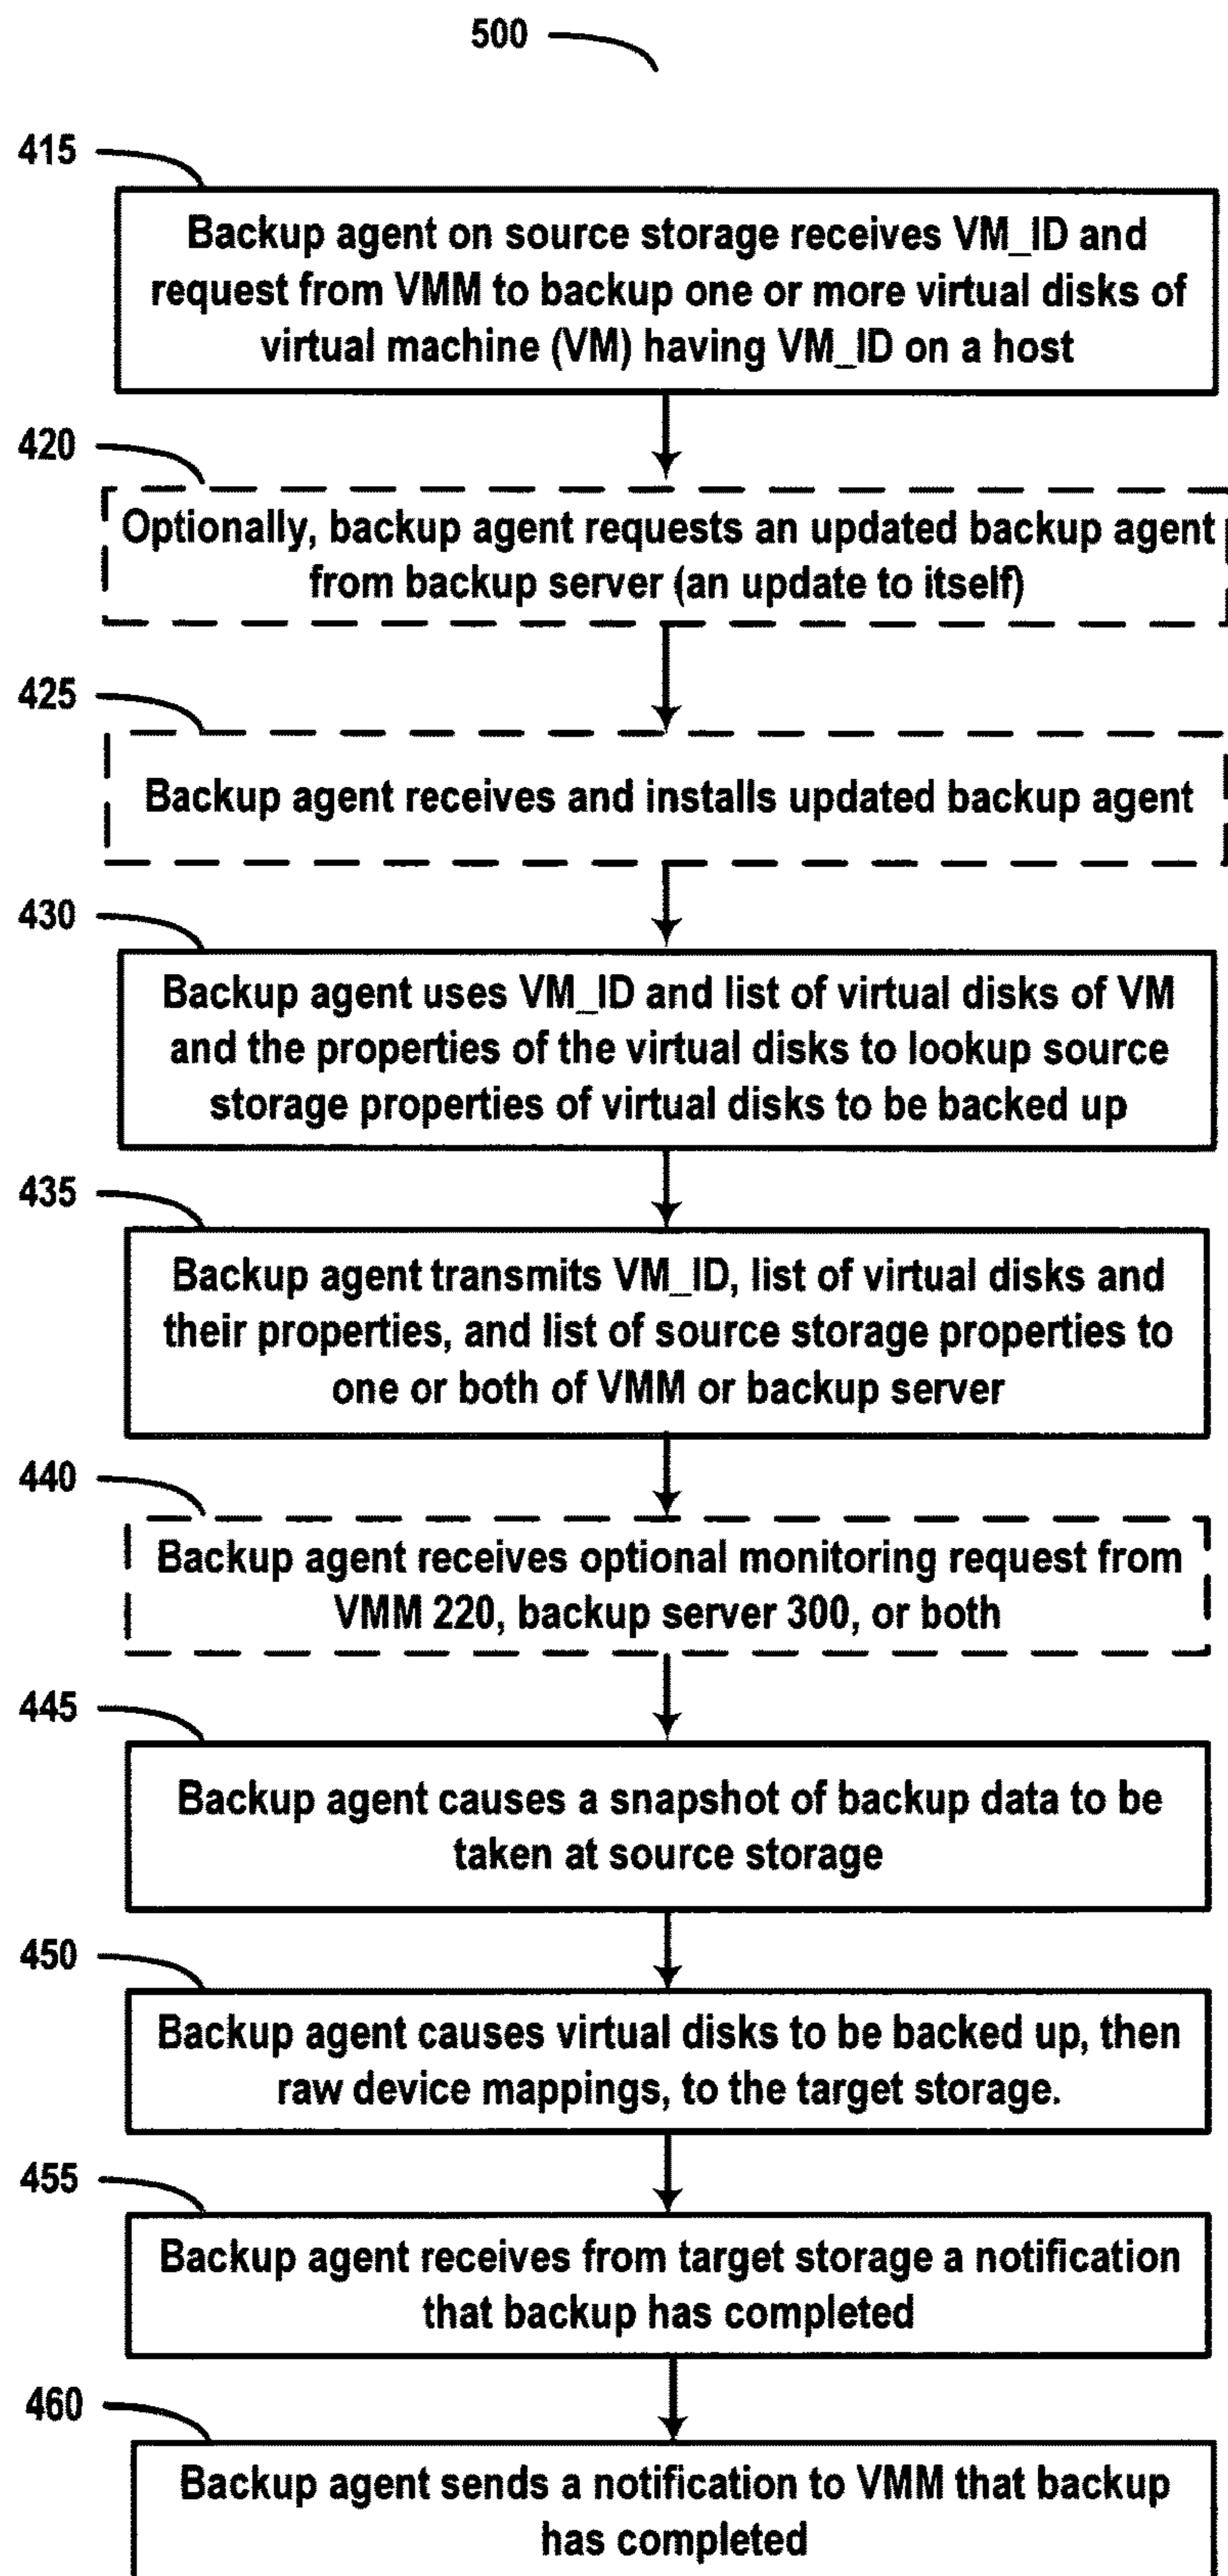 500
415
Backup agent on source storage receives VM_ID and
request from VMM to backup one or more virtual disks of
virtual machine (VM) having VM_ID on a host
420
Optionally, backup agent requests an updated backup agent
from backup server (an update to itself)
425
Backup agent receives and installs updated backup agent
430
Backup agent uses VM_ID and list of virtual disks of VM
and the properties of the virtual disks to lookup source
storage properties of virtual disks to be backed up
435
Backup agent transmits VM_ID, list of virtual disks and
their properties, and list of source storage properties to
one or both of VMM or backup server
440
Backup agent receives optional monitoring request from
VMM 220, backup server 300, or both
445
Backup agent causes a snapshot of backup data to be
taken at source storage
450
Backup agent causes virtual disks to be backed up, then
raw device mappings, to the target storage.
455
Backup agent receives from target storage a notification
that backup has completed
460
Backup agent sends a notification to VMM that backup
has completed